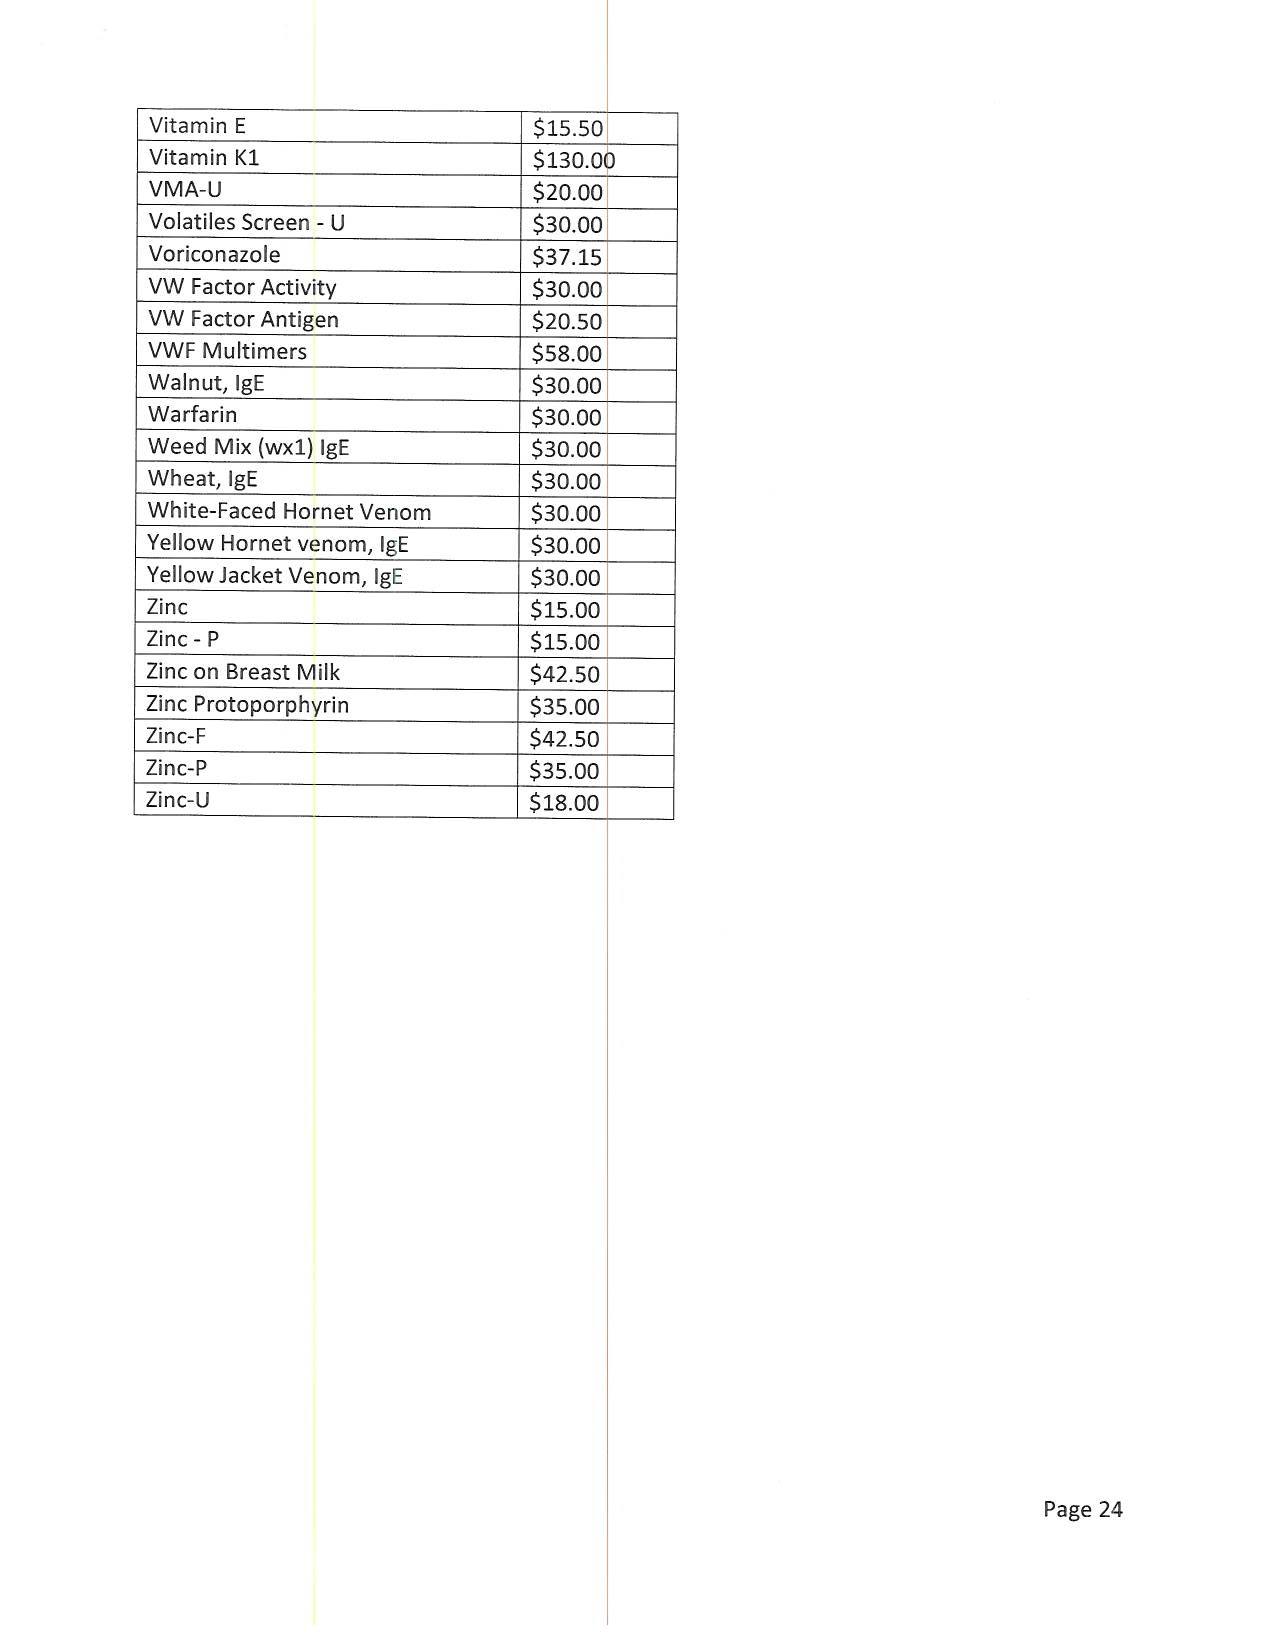 Vitamin E $15.50
Vitamin K1 $130.00
VMA-U $20.00
Volatiles Screen - U $30.00
Voriconazole $37.15
VW Factor Activity $30.00
VW Factor Antigen $20.50
VWF Multimers $58.00
Walnut, IgE $30.00
Warfarin $30.00
Weed Mix (wx1) IgE $30.00
Wheat, IgE $30.00
White-Faced Hornet Venom $30.00
Yellow Hornet venom, IgE $30.00
Yellow Jacket Venom, IgE $30.00
Zinc $15.00
Zinc - P $15.00
Zinc on Breast Milk $42.50
Zinc Protoporphyrin $35.00
Zinc-F $42.50
Zinc-P $35.00
Zinc-U $18.00
Page 24